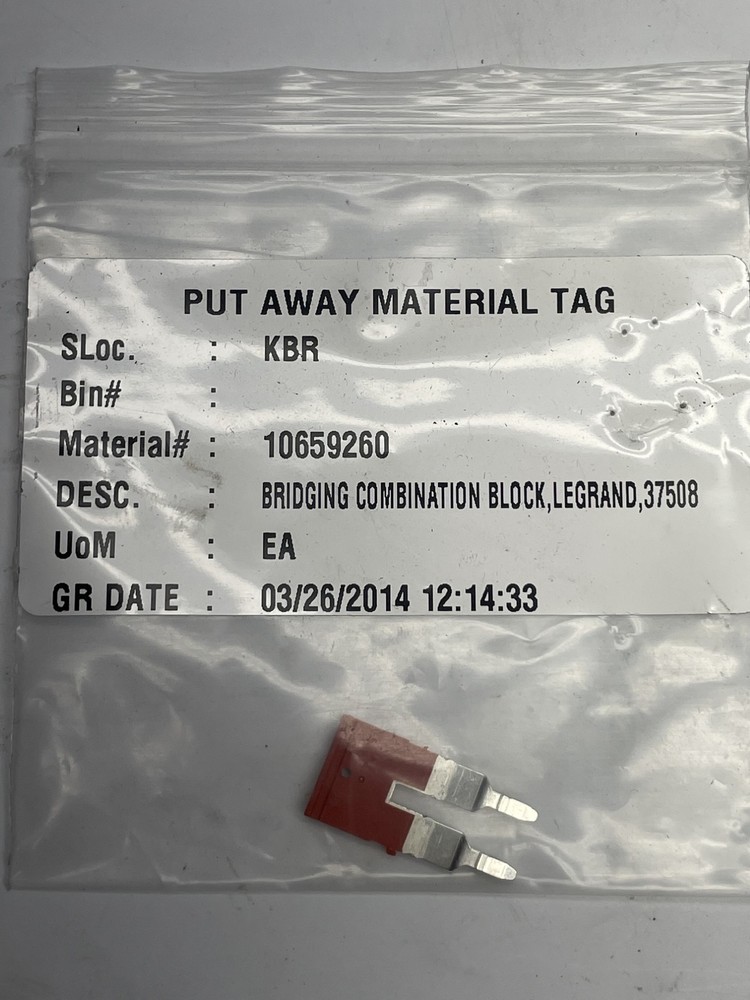 PUT AWAY MATERIAL TAG
SLoc. : KBR
Bin# :
Material# : 10659260
DESC. : BRIDGING COMBINATION BLOCK,LEGRAND,37508
UoM : EA
GR DATE : 03/26/2014 12:14:33